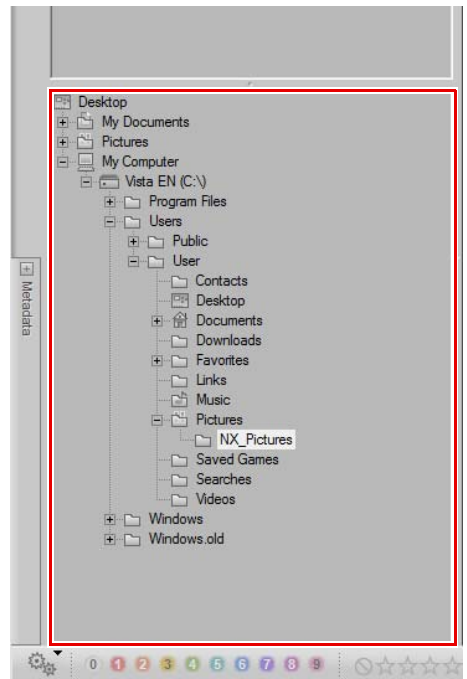 Desktop
My Documents
Pictures
My Computer
Vista EN (C:\)
Program Files
Users
Public
User
Contacts
Desktop
Documents
Downloads
Favorites
Links
Music
Pictures
NX_Pictures
Saved Games
Searches
Videos
Windows
Windows.old
Metadata
0 1 2 3 4 5 6 7 8 9